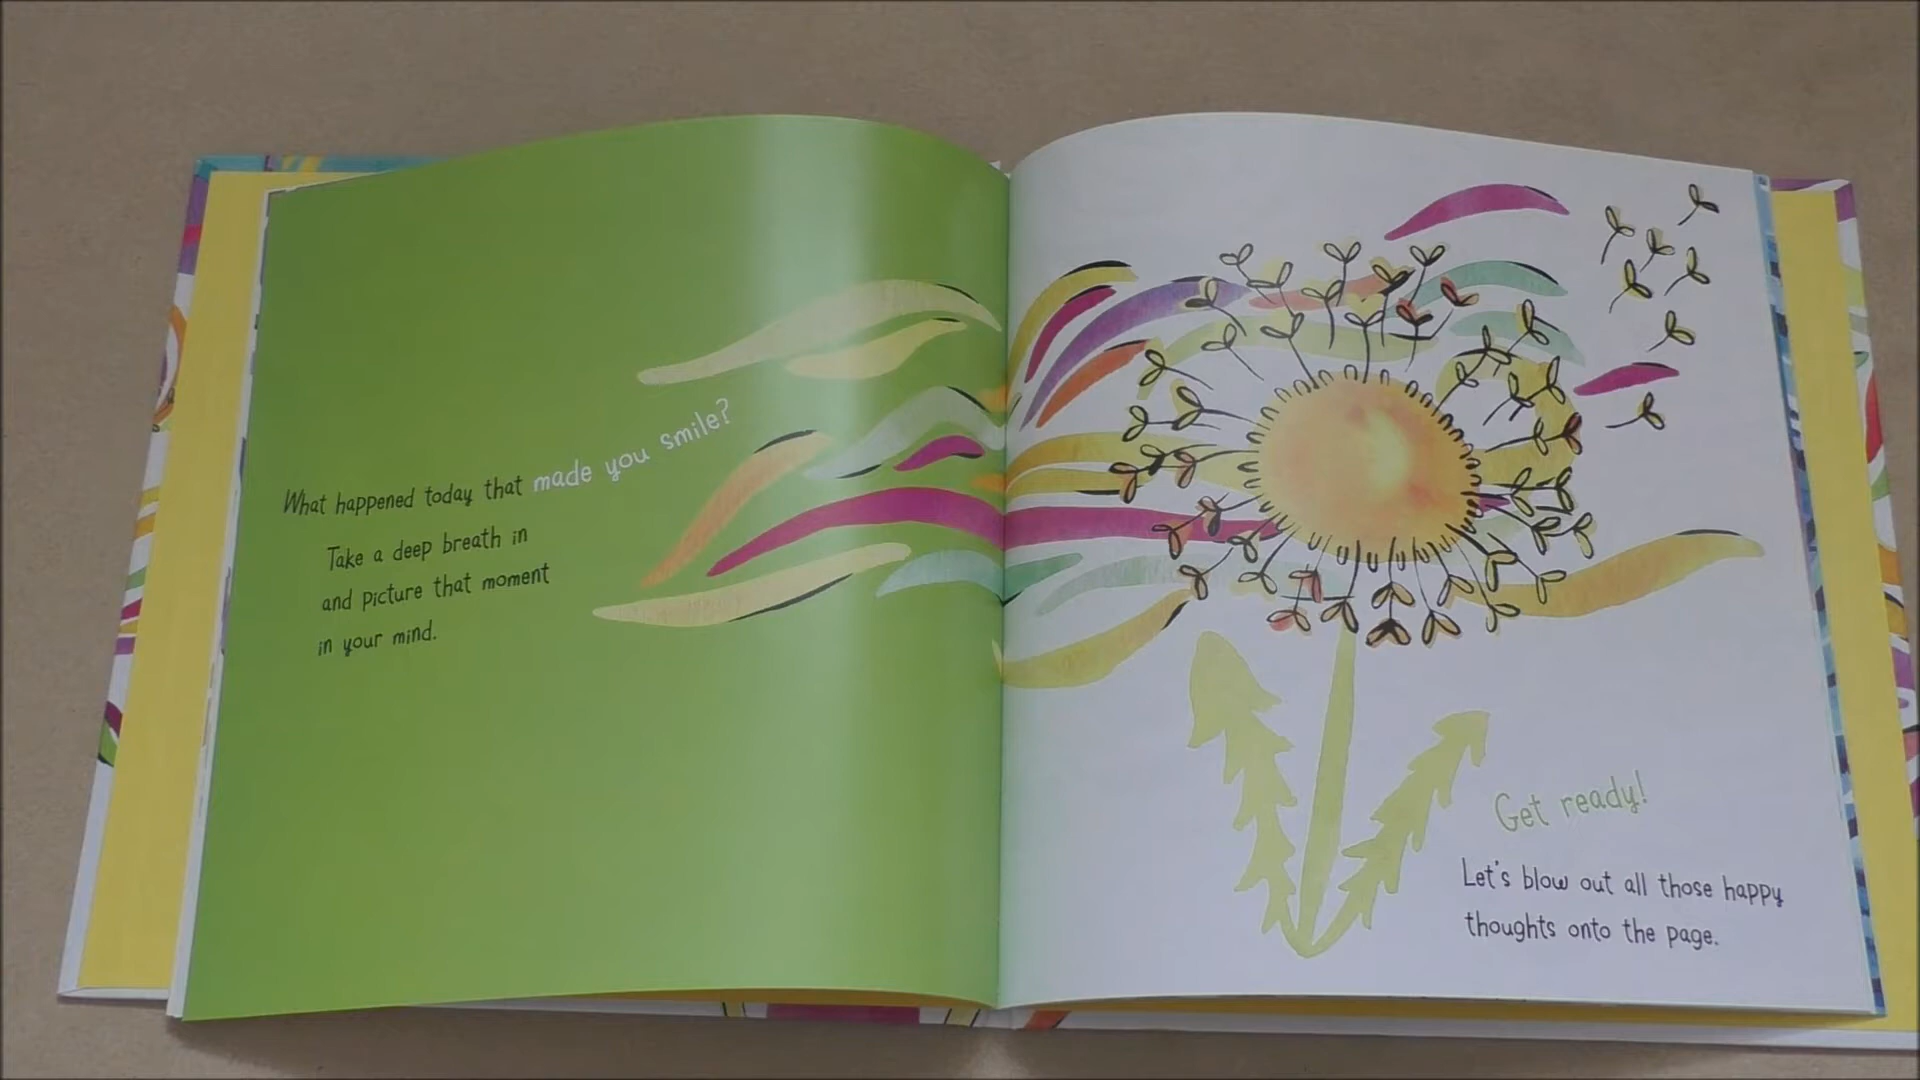 What happened today that made you smile?
Take a deep breath in
and picture that moment
in your mind.
Get ready!
Let's blow out all those happy
thoughts onto the page.